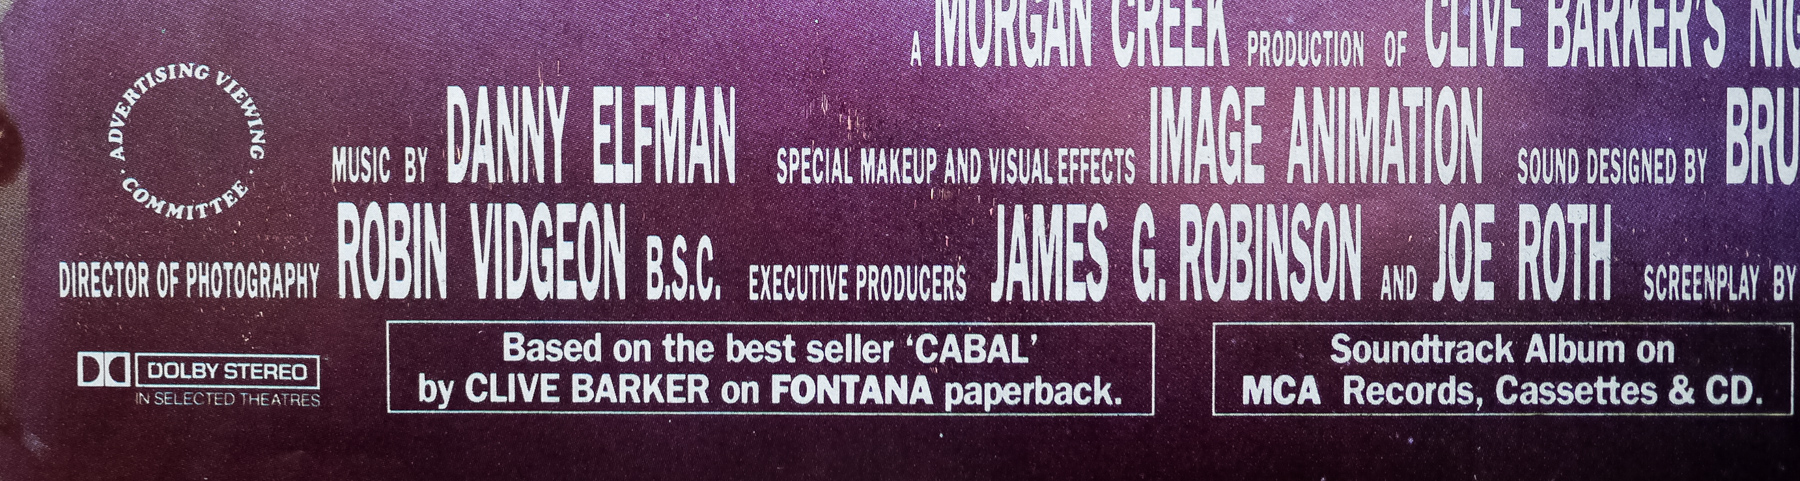 A MORGAN CREEK PRODUCTION OF CLIVE BARKER'S
ADVERTISING VIEWING
· COMMITTEE ·
MUSIC BY DANNY ELFMAN SPECIAL MAKEUP AND VISUAL EFFECTS IMAGE ANIMATION SOUND DESIGNED BY BRU
DIRECTOR OF PHOTOGRAPHY ROBIN VIDGEON B.S.C. EXECUTIVE PRODUCERS JAMES G. ROBINSON AND JOE ROTH SCREENPLAY BY
DOLBY STEREO
IN SELECTED THEATRES
Based on the best seller ‘CABAL’
by CLIVE BARKER on FONTANA paperback.
Soundtrack Album on
MCA Records, Cassettes & CD.